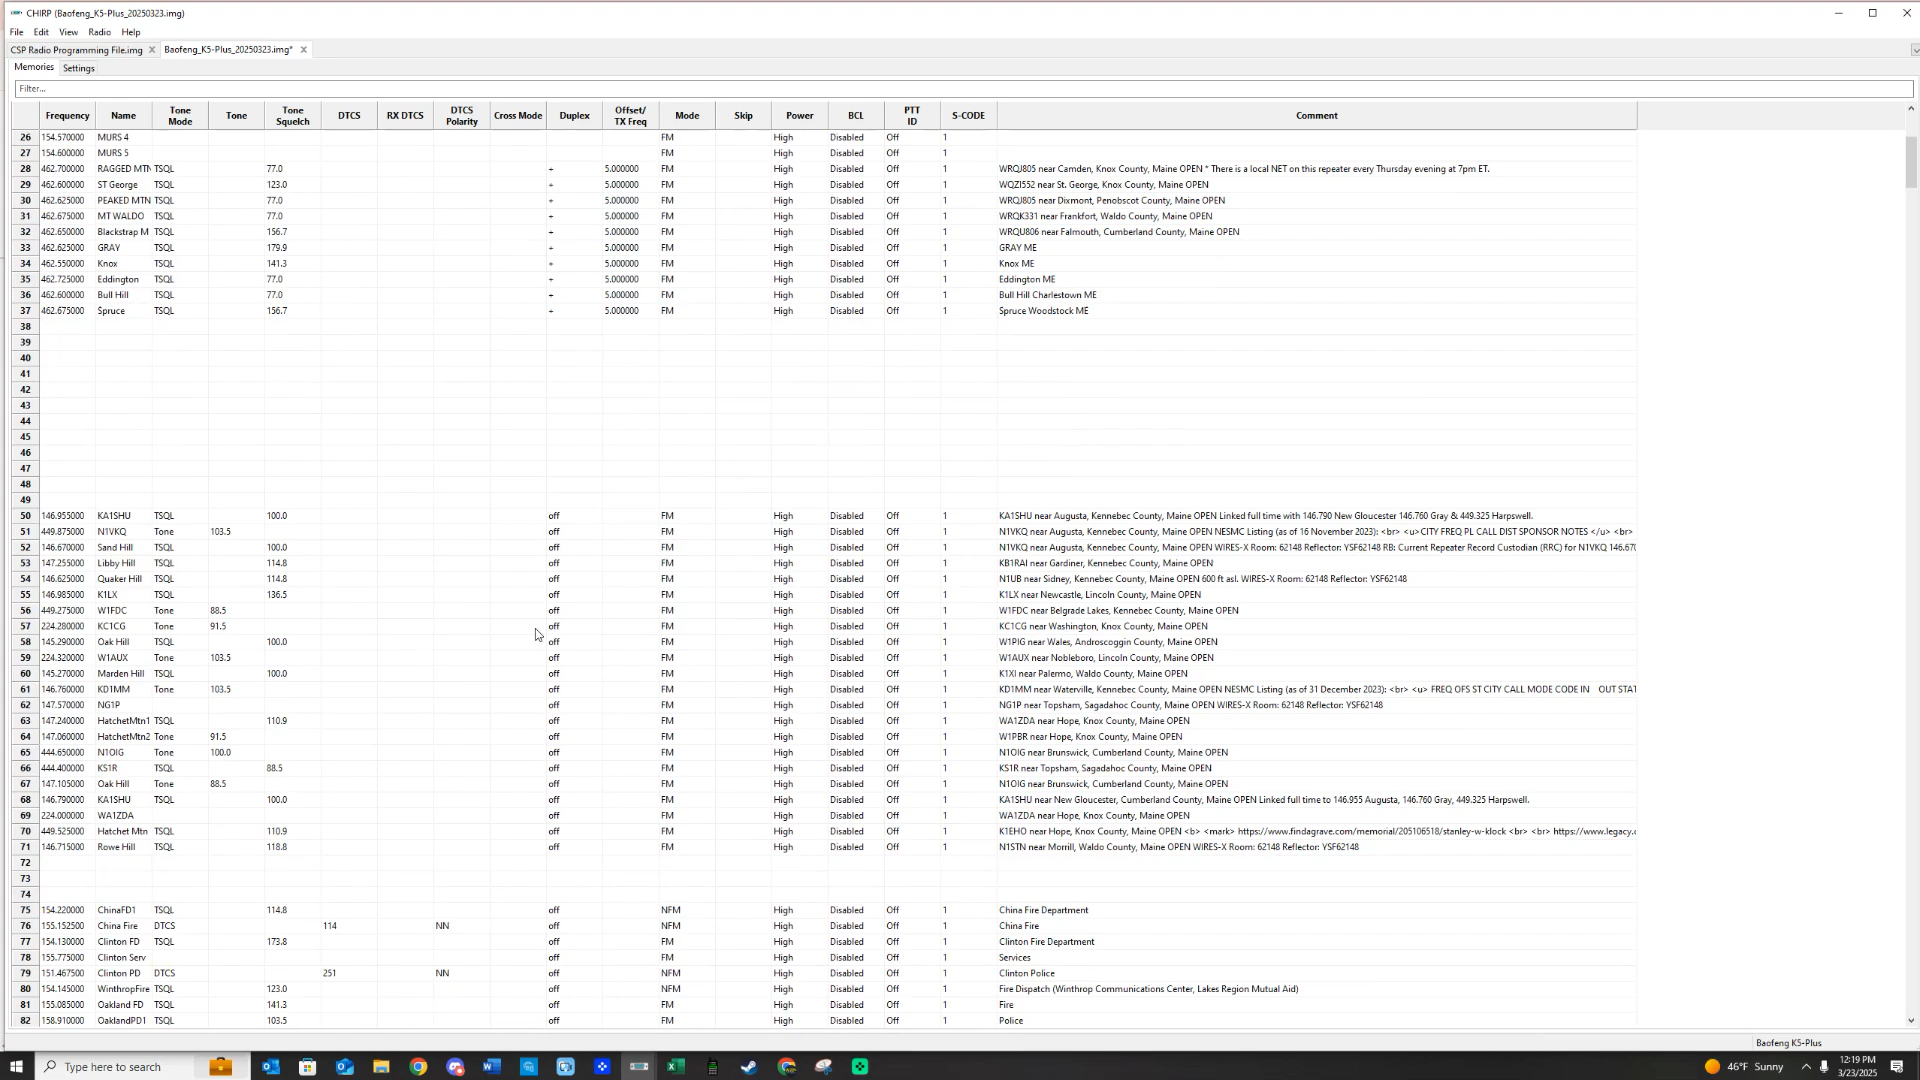 CHIRP (Baofeng_K5-Plus_20250323.img)
File Edit View Radio Help
CSP Radio Programming File.img Baofeng_K5-Plus_20250323.img*
Memories Settings
Filter...
Frequency Name Tone Mode Tone Tone Squelch DTCS RX DTCS DTCS Polarity Cross Mode Duplex Offset/ TX Freq Mode Skip Power BCL PTT ID S-CODE Comment
26 154.570000 MURS 4 FM High Disabled Off 1
27 154.600000 MURS 5 FM High Disabled Off 1
28 462.700000 RAGGED MTN TSQL 77.0 + 5.000000 FM High Disabled Off 1 WRQJ805 near Camden, Knox County, Maine OPEN * There is a local NET on this repeater every Thursday evening at 7pm ET.
29 462.600000 ST George TSQL 123.0 + 5.000000 FM High Disabled Off 1 WQZI552 near St. George, Knox County, Maine OPEN
30 462.625000 PEAKED MTN TSQL 77.0 + 5.000000 FM High Disabled Off 1 WRQJ805 near Dixmont, Penobscot County, Maine OPEN
31 462.675000 MT WALDO TSQL 77.0 + 5.000000 FM High Disabled Off 1 WRQK331 near Frankfort, Waldo County, Maine OPEN
32 462.650000 Blackstrap M TSQL 156.7 + 5.000000 FM High Disabled Off 1 WRQU806 near Falmouth, Cumberland County, Maine OPEN
33 462.625000 GRAY TSQL 179.9 + 5.000000 FM High Disabled Off 1 GRAY ME
34 462.550000 Knox TSQL 141.3 + 5.000000 FM High Disabled Off 1 Knox ME
35 462.725000 Eddington TSQL 77.0 + 5.000000 FM High Disabled Off 1 Eddington ME
36 462.600000 Bull Hill TSQL 77.0 + 5.000000 FM High Disabled Off 1 Bull Hill Charlestown ME
37 462.675000 Spruce TSQL 156.7 + 5.000000 FM High Disabled Off 1 Spruce Woodstock ME
38
39
40
41
42
43
44
45
46
47
48
49
50 146.955000 KA1SHU TSQL 100.0 off FM High Disabled Off 1 KA1SHU near Augusta, Kennebec County, Maine OPEN Linked full time with 146.790 New Gloucester 146.760 Gray & 449.325 Harpswell.
51 449.875000 N1VKQ Tone 103.5 off FM High Disabled Off 1 N1VKQ near Augusta, Kennebec County, Maine OPEN NESMC Listing (as of 16 November 2023): <br> <u>CITY FREQ PL CALL DIST SPONSOR NOTES </u> <br>
52 146.670000 Sand Hill TSQL 100.0 off FM High Disabled Off 1 N1VKQ near Augusta, Kennebec County, Maine OPEN WIRES-X Room: 62148 Reflector: YSF62148 RB: Current Repeater Record Custodian (RRC) for N1VKQ 146.670
53 147.255000 Libby Hill TSQL 114.8 off FM High Disabled Off 1 KB1RAI near Gardiner, Kennebec County, Maine OPEN
54 146.625000 Quaker Hill TSQL 114.8 off FM High Disabled Off 1 N1UB near Sidney, Kennebec County, Maine OPEN 600 ft asl. WIRES-X Room: 62148 Reflector: YSF62148
55 146.985000 K1LX TSQL 136.5 off FM High Disabled Off 1 K1LX near Newcastle, Lincoln County, Maine OPEN
56 449.275000 W1FDC Tone 88.5 off FM High Disabled Off 1 W1FDC near Belgrade Lakes, Kennebec County, Maine OPEN
57 224.280000 KC1CG Tone 91.5 off FM High Disabled Off 1 KC1CG near Washington, Knox County, Maine OPEN
58 145.290000 Oak Hill TSQL 100.0 off FM High Disabled Off 1 W1PIG near Wales, Androscoggin County, Maine OPEN
59 224.320000 W1AUX Tone 103.5 off FM High Disabled Off 1 W1AUX near Nobleboro, Lincoln County, Maine OPEN
60 145.270000 Marden Hill TSQL 100.0 off FM High Disabled Off 1 K1XI near Palermo, Waldo County, Maine OPEN
61 146.760000 KD1MM Tone 103.5 off FM High Disabled Off 1 KD1MM near Waterville, Kennebec County, Maine OPEN NESMC Listing (as of 31 December 2023): <br> <u> FREQ OFS ST CITY CALL MODE CODE IN OUT STAT
62 147.570000 NG1P off FM High Disabled Off 1 NG1P near Topsham, Sagadahoc County, Maine OPEN WIRES-X Room: 62148 Reflector: YSF62148
63 147.240000 HatchetMtn1 TSQL 110.9 off FM High Disabled Off 1 WA1ZDA near Hope, Knox County, Maine OPEN
64 147.060000 HatchetMtn2 Tone 91.5 off FM High Disabled Off 1 W1PBR near Hope, Knox County, Maine OPEN
65 444.650000 N1OIG Tone 100.0 off FM High Disabled Off 1 N1OIG near Brunswick, Cumberland County, Maine OPEN
66 444.400000 KS1R TSQL 88.5 off FM High Disabled Off 1 KS1R near Topsham, Sagadahoc County, Maine OPEN
67 147.105000 Oak Hill Tone 88.5 off FM High Disabled Off 1 N1OIG near Brunswick, Cumberland County, Maine OPEN
68 146.790000 KA1SHU TSQL 100.0 off FM High Disabled Off 1 KA1SHU near New Gloucester, Cumberland County, Maine OPEN Linked full time to 146.955 Augusta, 146.760 Gray, 449.325 Harpswell.
69 224.000000 WA1ZDA off FM High Disabled Off 1 WA1ZDA near Hope, Knox County, Maine OPEN
70 449.525000 Hatchet Mtn TSQL 110.9 off FM High Disabled Off 1 K1EHO near Hope, Knox County, Maine OPEN <b> <mark> https://www.findagrave.com/memorial/205106518/stanley-w-klock <br> <br> https://www.legacy.c
71 146.715000 Rowe Hill TSQL 118.8 off FM High Disabled Off 1 N1STN near Morrill, Waldo County, Maine OPEN WIRES-X Room: 62148 Reflector: YSF62148
72
73
74
75 154.220000 ChinaFD1 TSQL 114.8 off NFM High Disabled Off 1 China Fire Department
76 155.152500 China Fire DTCS 114 NN off NFM High Disabled Off 1 China Fire
77 154.130000 Clinton FD TSQL 173.8 off FM High Disabled Off 1 Clinton Fire Department
78 155.775000 Clinton Serv off FM High Disabled Off 1 Services
79 151.467500 Clinton PD DTCS 251 NN off NFM High Disabled Off 1 Clinton Police
80 154.145000 WinthropFire TSQL 123.0 off NFM High Disabled Off 1 Fire Dispatch (Winthrop Communications Center, Lakes Region Mutual Aid)
81 155.085000 Oakland FD TSQL 141.3 off FM High Disabled Off 1 Fire
82 158.910000 OaklandPD1 TSQL 103.5 off FM High Disabled Off 1 Police
Baofeng K5-Plus
Type here to search
46°F Sunny
12:19 PM
3/23/2025